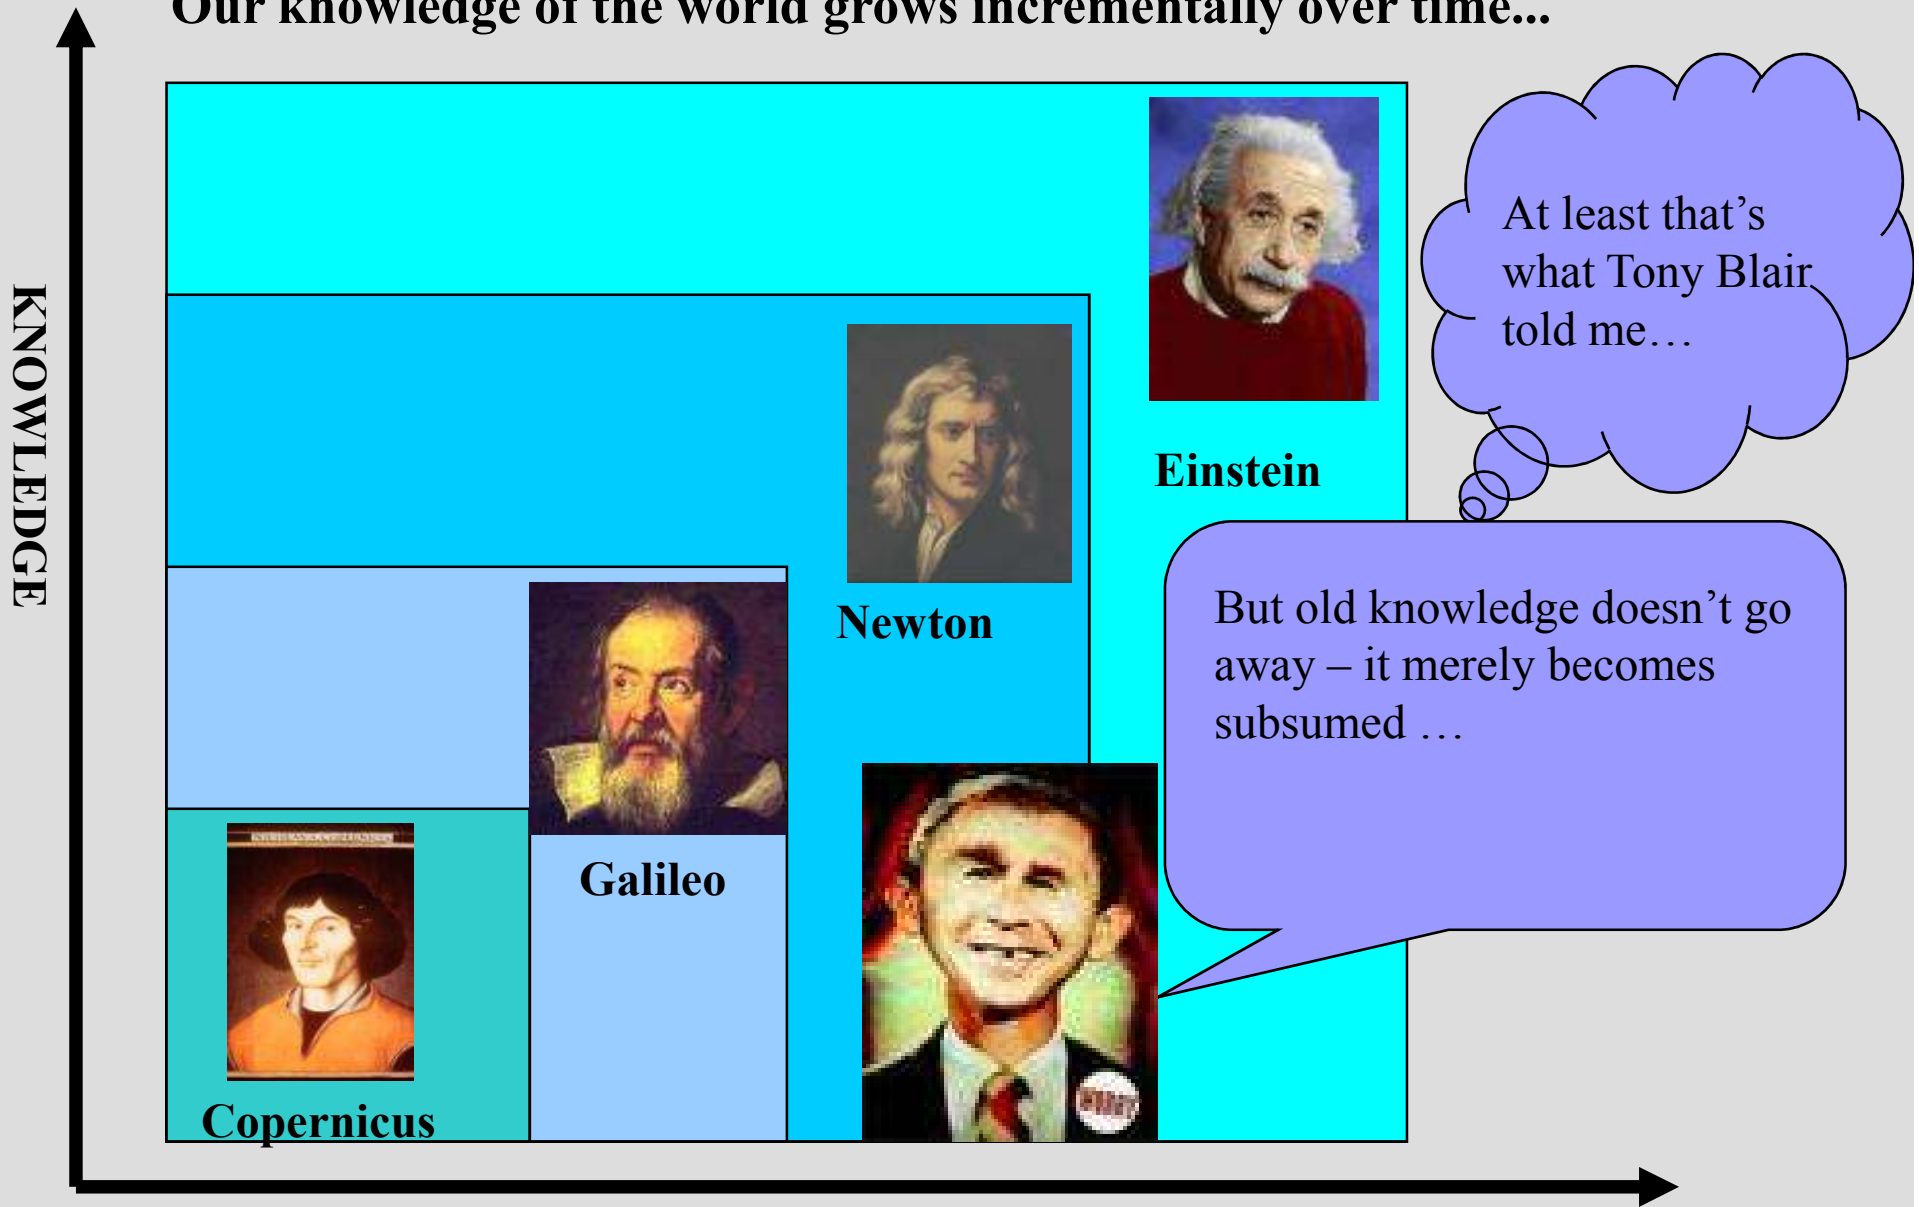 Our knowledge of the world grows incrementally over time...
At least that’s
what Tony Blair
told me…
KNOWLEDGE
Einstein
But old knowledge doesn’t go
away – it merely becomes
subsumed …
Newton
Galileo
Copernicus